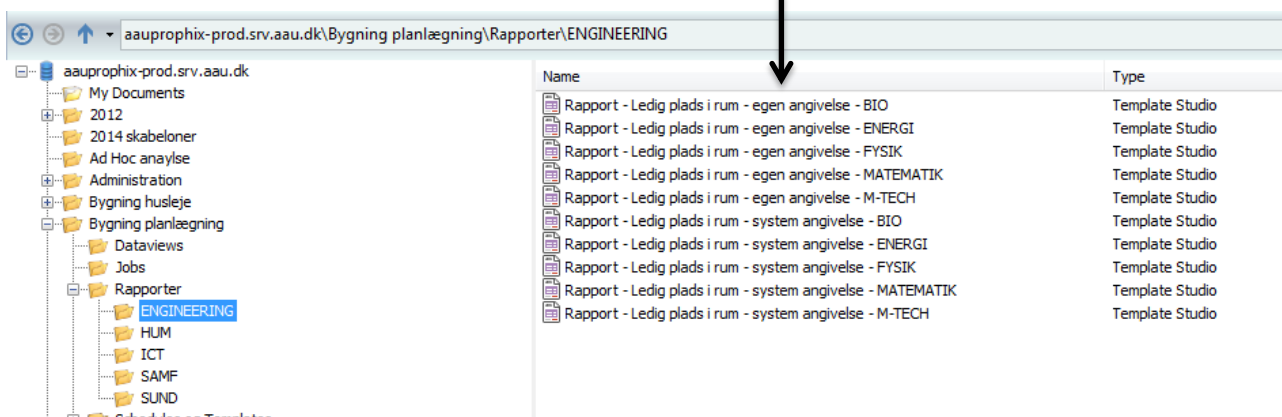 aauprophix-prod.srv.aau.dk\Bygning planlægning\Rapporter\ENGINEERING
aauprophix-prod.srv.aau.dk
My Documents
2012
2014 skabeloner
Ad Hoc anaylse
Administration
Bygning husleje
Bygning planlægning
Dataviews
Jobs
Rapporter
ENGINEERING
HUM
ICT
SAMF
SUND
Name Type
Rapport - Ledig plads i rum - egen angivelse - BIO Template Studio
Rapport - Ledig plads i rum - egen angivelse - ENERGI Template Studio
Rapport - Ledig plads i rum - egen angivelse - FYSIK Template Studio
Rapport - Ledig plads i rum - egen angivelse - MATEMATIK Template Studio
Rapport - Ledig plads i rum - egen angivelse - M-TECH Template Studio
Rapport - Ledig plads i rum - system angivelse - BIO Template Studio
Rapport - Ledig plads i rum - system angivelse - ENERGI Template Studio
Rapport - Ledig plads i rum - system angivelse - FYSIK Template Studio
Rapport - Ledig plads i rum - system angivelse - MATEMATIK Template Studio
Rapport - Ledig plads i rum - system angivelse - M-TECH Template Studio